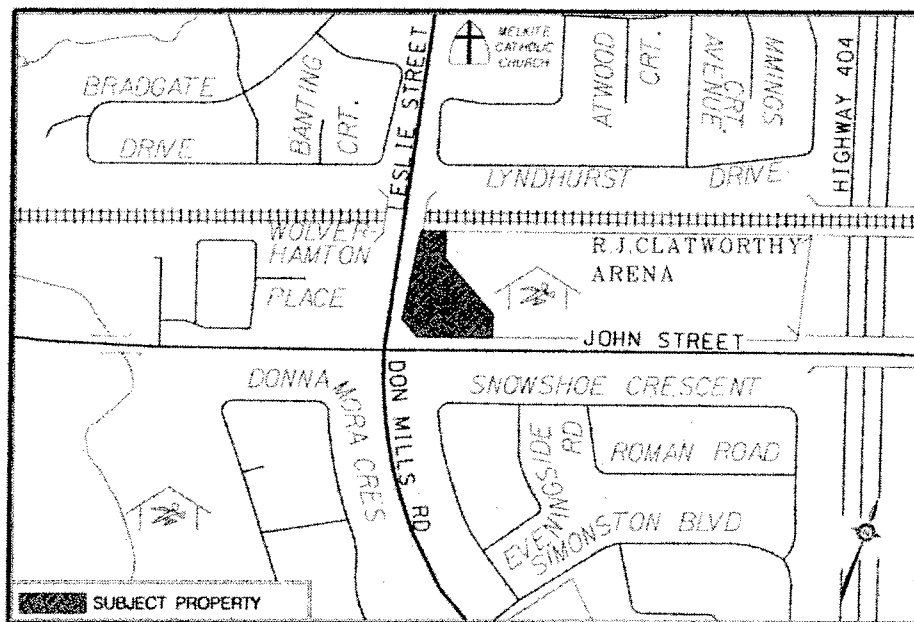 MELKITE
CATHOLIC
CHURCH
BRADGATE
DRIVE
BANTING
CRT.
LESLIE STREET
ATWOOD
CRT.
AVENUE
CRT.
MMINGS
HIGHWAY 404
LYNDHURST DRIVE
WOLVER-
HAMTON
PLACE
R.J.CLATWORTHY
ARENA
JOHN STREET
DONNA
MORA CRES
DON MILLS RD
SNOWSHOE CRESCENT
EVENINGSIDE
RD
ROMAN ROAD
SIMONSTON BLVD
SUBJECT PROPERTY